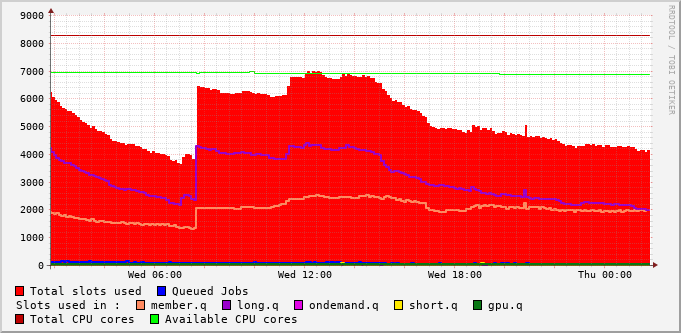 9000
8000
7000
6000
5000
4000
3000
2000
1000
0
Wed 06:00 Wed 12:00 Wed 18:00 Thu 00:00
Total slots used Queued Jobs
Slots used in : member.q long.q ondemand.q short.q gpu.q
Total CPU cores Available CPU cores
RRDTOOL / TOBI OETIKER